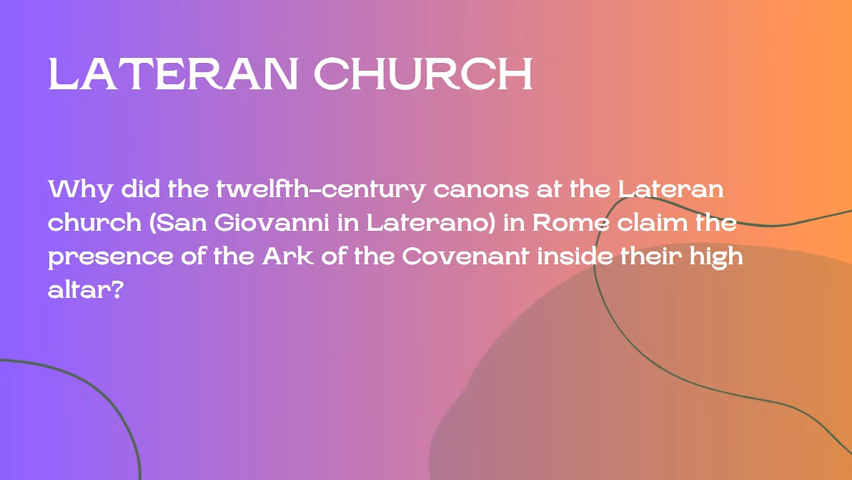 LATERAN CHURCH
Why did the twelfth-century canons at the Lateran
church (San Giovanni in Laterano) in Rome claim the
presence of the Ark of the Covenant inside their high
altar?